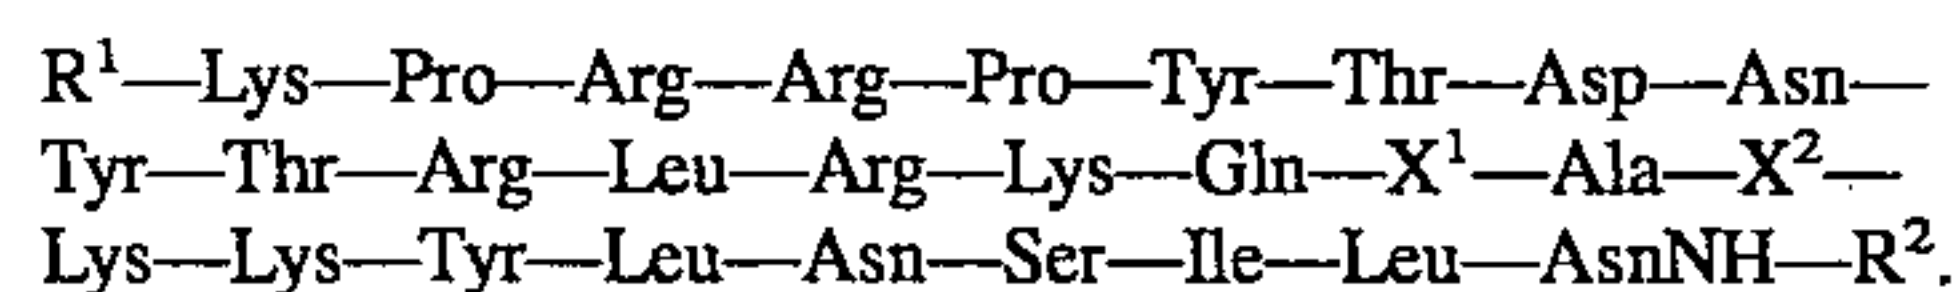 R¹—Lys—Pro—Arg—Arg—Pro—Tyr—Thr—Asp—Asn—
Tyr—Thr—Arg—Leu—Arg—Lys—Gln—X¹—Ala—X²—
Lys—Lys—Tyr—Leu—Asn—Ser—Ile—Leu—AsnNH—R².